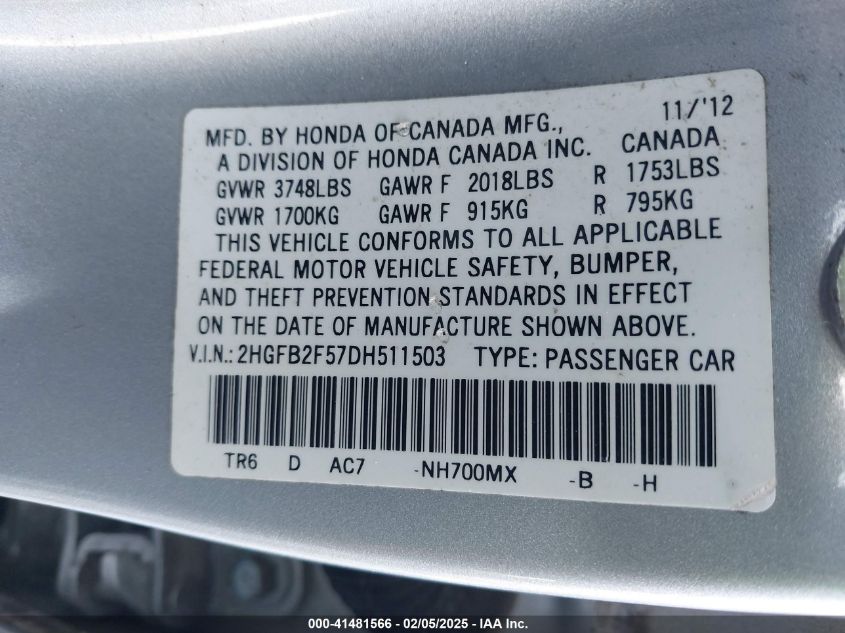 11/'12
MFD. BY HONDA OF CANADA MFG.,
A DIVISION OF HONDA CANADA INC. CANADA
GVWR 3748LBS GAWR F 2018LBS R 1753LBS
GVWR 1700KG GAWR F 915KG R 795KG
THIS VEHICLE CONFORMS TO ALL APPLICABLE
FEDERAL MOTOR VEHICLE SAFETY, BUMPER,
AND THEFT PREVENTION STANDARDS IN EFFECT
ON THE DATE OF MANUFACTURE SHOWN ABOVE.
V.I.N.: 2HGFB2F57DH511503 TYPE: PASSENGER CAR
TR6 D AC7 -NH700MX -B -H
000-41481566 - 02/05/2025 - IAA Inc.